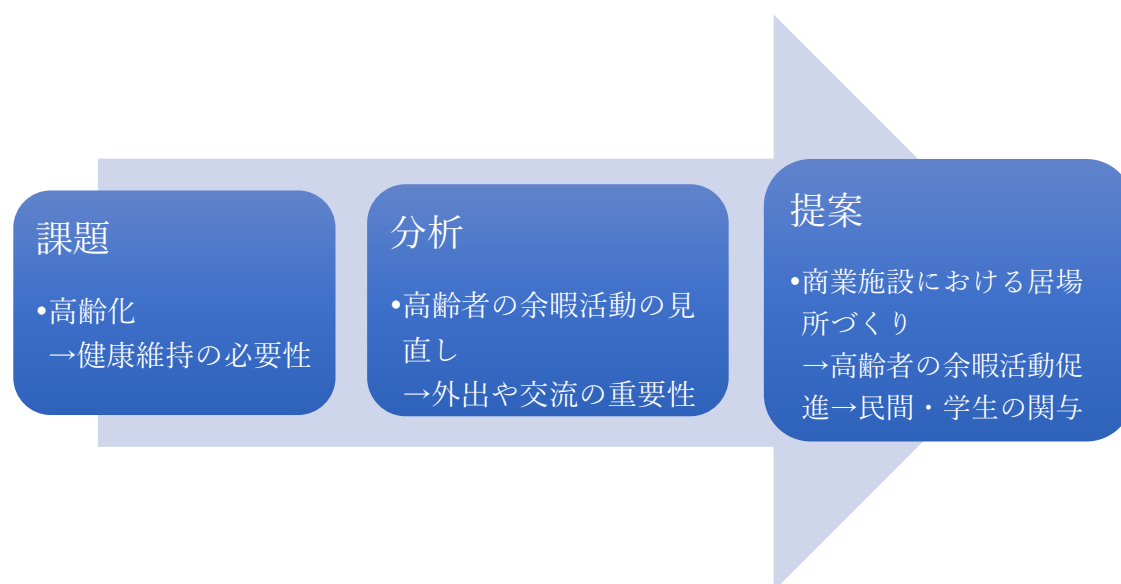 課題
•高齢化
→健康維持の必要性
分析
•高齢者の余暇活動の見
直し
→外出や交流の重要性
提案
•商業施設における居場
所づくり
→高齢者の余暇活動促
進→民間・学生の関与